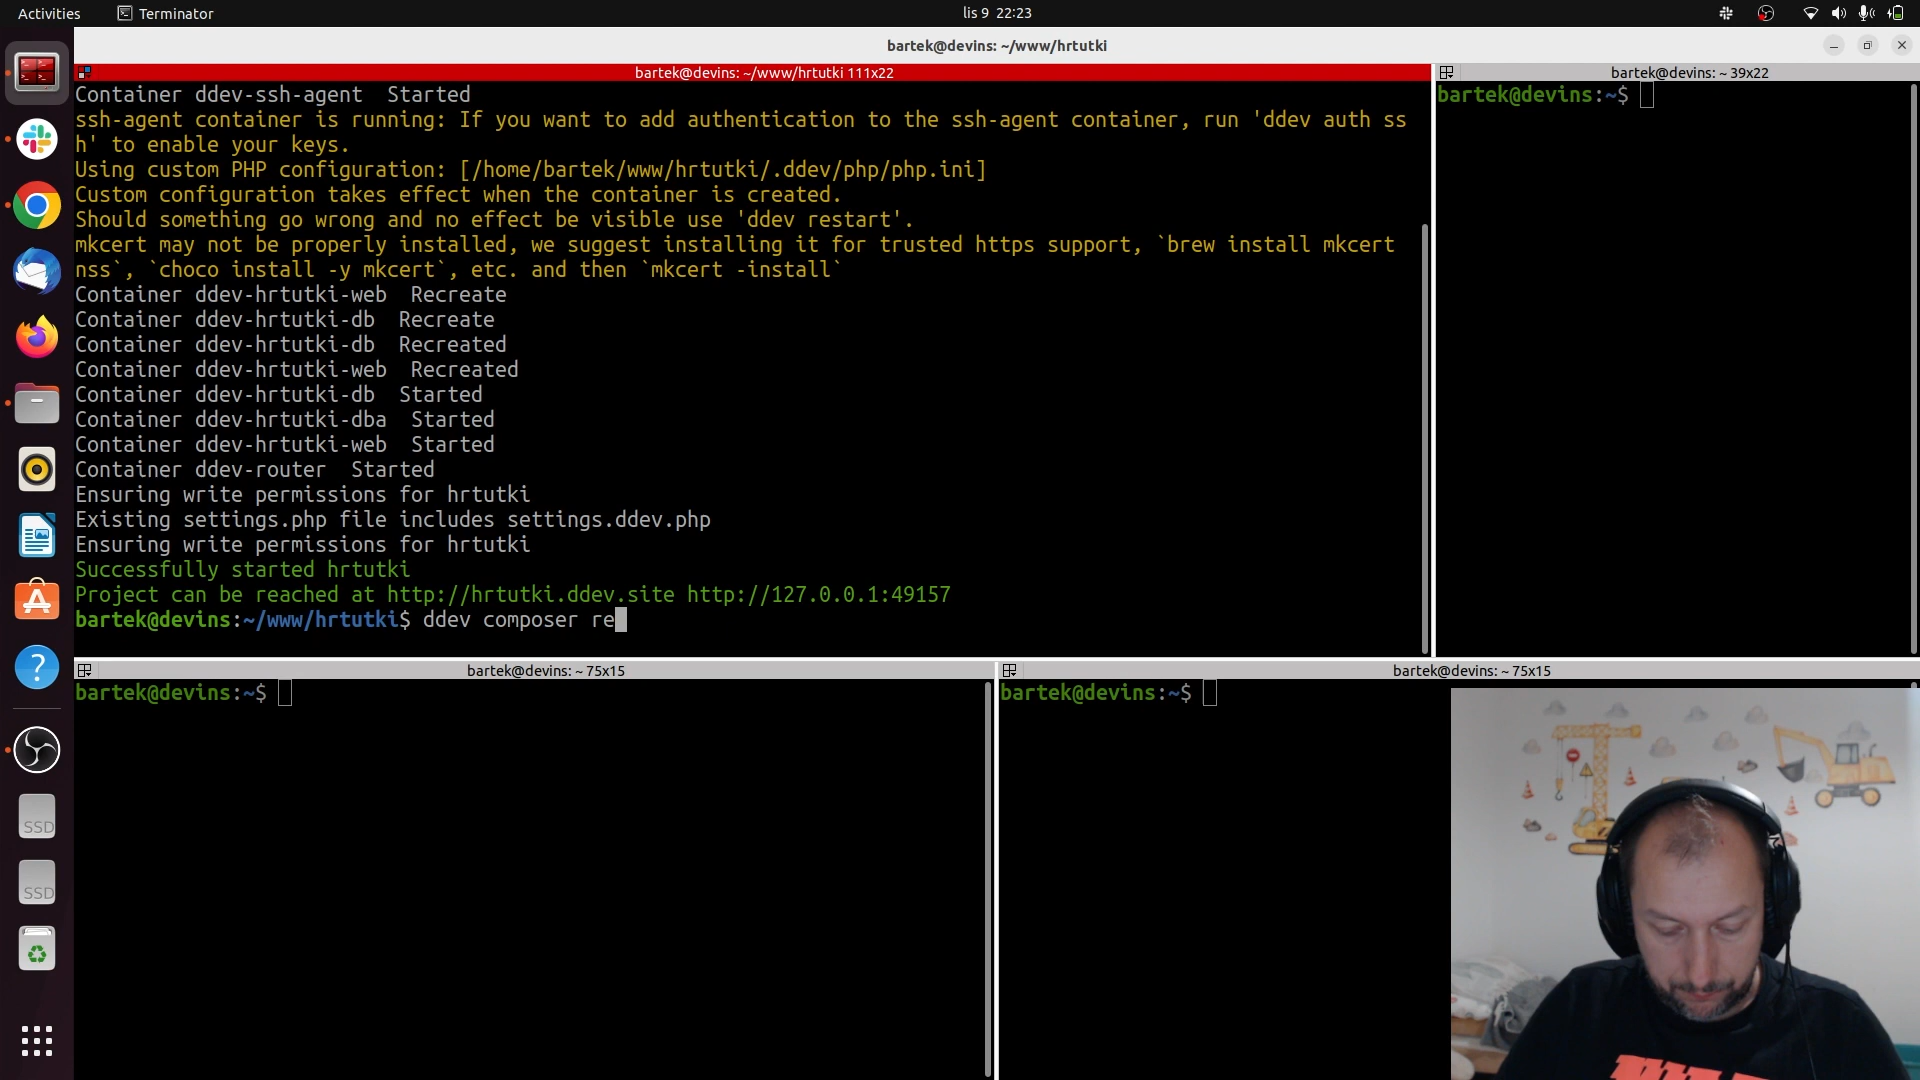 Activities
Terminator
lis 9 22:23
bartek@devins: ~/www/hrtutki
bartek@devins: ~/www/hrtutki 111x22
Container ddev-ssh-agent  Started
ssh-agent container is running: If you want to add authentication to the ssh-agent container, run 'ddev auth ss
h' to enable your keys.
Using custom PHP configuration: [/home/bartek/www/hrtutki/.ddev/php/php.ini]
Custom configuration takes effect when the container is created.
Should something go wrong and no effect be visible use 'ddev restart'.
mkcert may not be properly installed, we suggest installing it for trusted https support, `brew install mkcert
nss`, `choco install -y mkcert`, etc. and then `mkcert -install`
Container ddev-hrtutki-web  Recreate
Container ddev-hrtutki-db  Recreate
Container ddev-hrtutki-db  Recreated
Container ddev-hrtutki-web  Recreated
Container ddev-hrtutki-db  Started
Container ddev-hrtutki-dba  Started
Container ddev-hrtutki-web  Started
Container ddev-router  Started
Ensuring write permissions for hrtutki
Existing settings.php file includes settings.ddev.php
Ensuring write permissions for hrtutki
Successfully started hrtutki
Project can be reached at http://hrtutki.ddev.site http://127.0.0.1:49157
bartek@devins:~/www/hrtutki$ ddev composer re
bartek@devins: ~ 39x22
bartek@devins:~$
bartek@devins: ~ 75x15
bartek@devins:~$
bartek@devins: ~ 75x15
bartek@devins:~$
SSD
SSD